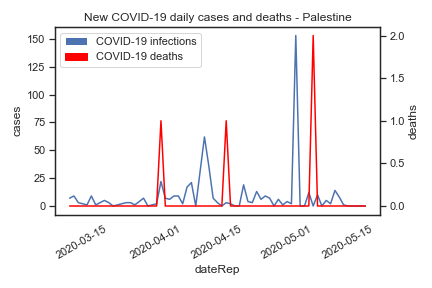 New COVID-19 daily cases and deaths - Palestine
COVID-19 infections
COVID-19 deaths
150
125
100
75
50
25
0
cases
2.0
1.5
1.0
0.5
0.0
deaths
2020-03-15
2020-04-01
2020-04-15
2020-05-01
2020-05-15
dateRep